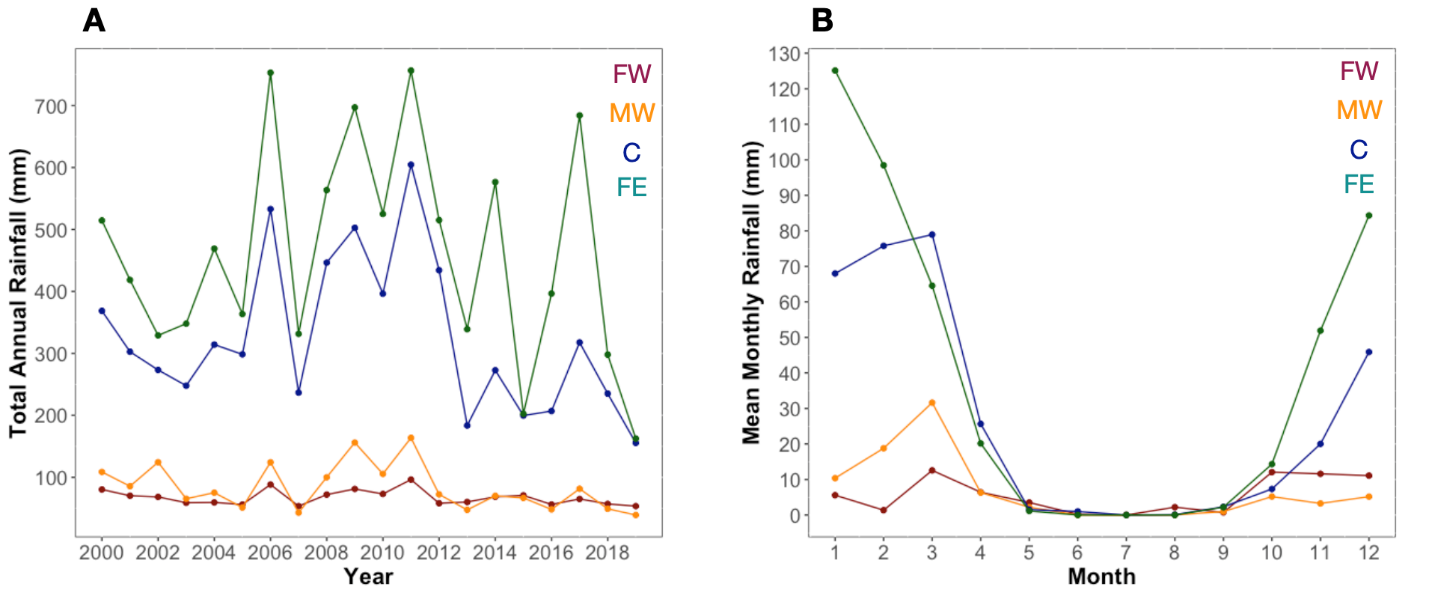 A
Total Annual Rainfall (mm)
700
600
500
400
300
200
100
2000 2002 2004 2006 2008 2010 2012 2014 2016 2018
Year
FW
MW
C
FE
B
Mean Monthly Rainfall (mm)
130
120
110
100
90
80
70
60
50
40
30
20
10
0
1 2 3 4 5 6 7 8 9 10 11 12
Month
FW
MW
C
FE